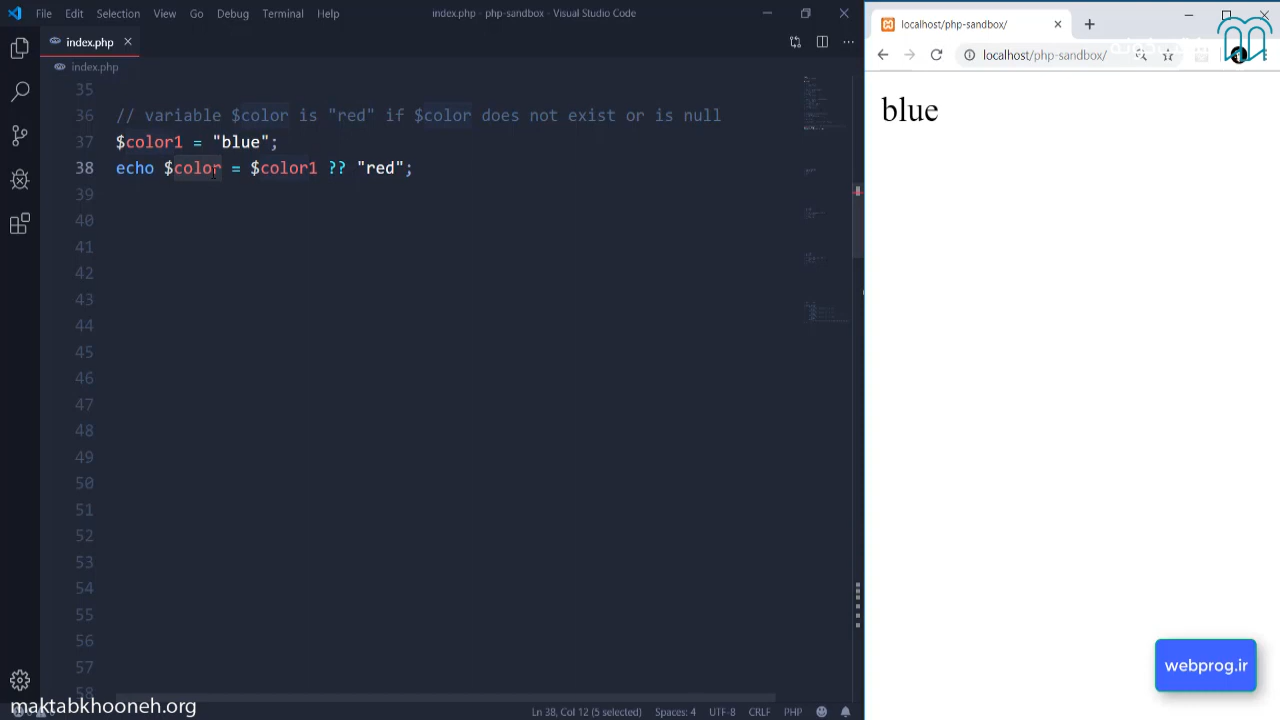 File Edit Selection View Go Debug Terminal Help
index.php - php-sandbox - Visual Studio Code
index.php
index.php
35
36 // variable $color is "red" if $color does not exist or is null
37 $color1 = "blue";
38 echo $color = $color1 ?? "red";
39
40
41
42
43
44
45
46
47
48
49
50
51
52
53
54
55
56
57
58
Ln 38, Col 12 (5 selected) Spaces: 4 UTF-8 CRLF PHP
maktabkhooneh.org
localhost/php-sandbox/
localhost/php-sandbox/
blue
webprog.ir